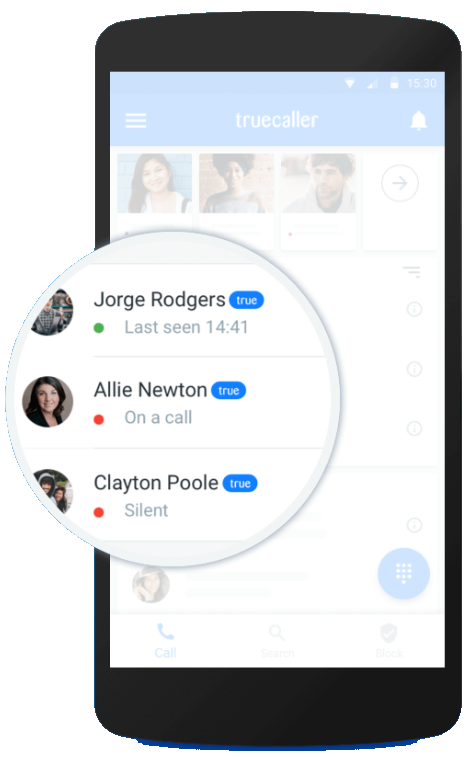 15:30
truecaller
Jorge Rodgers true
Last seen 14:41
Allie Newton true
On a call
Clayton Poole true
Silent
Call
Search
Block